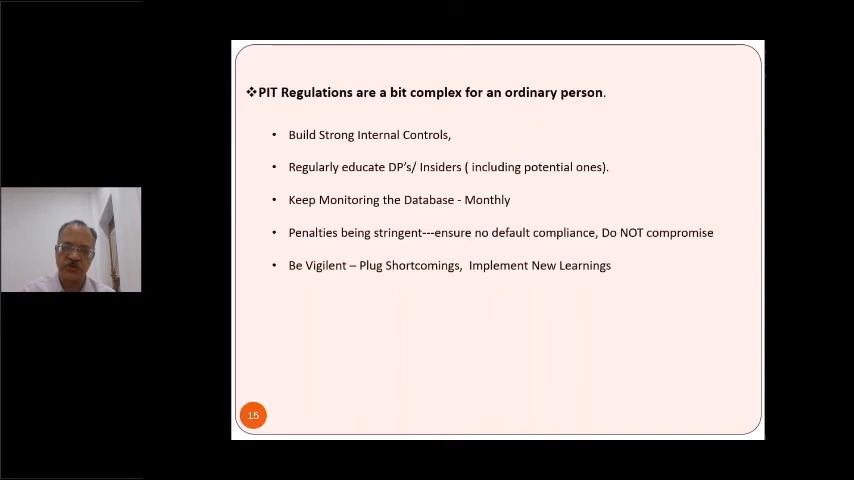 ❖PIT Regulations are a bit complex for an ordinary person.
• Build Strong Internal Controls,
• Regularly educate DP's/ Insiders ( including potential ones).
• Keep Monitoring the Database - Monthly
• Penalties being stringent---ensure no default compliance, Do NOT compromise
• Be Vigilent – Plug Shortcomings, Implement New Learnings
15